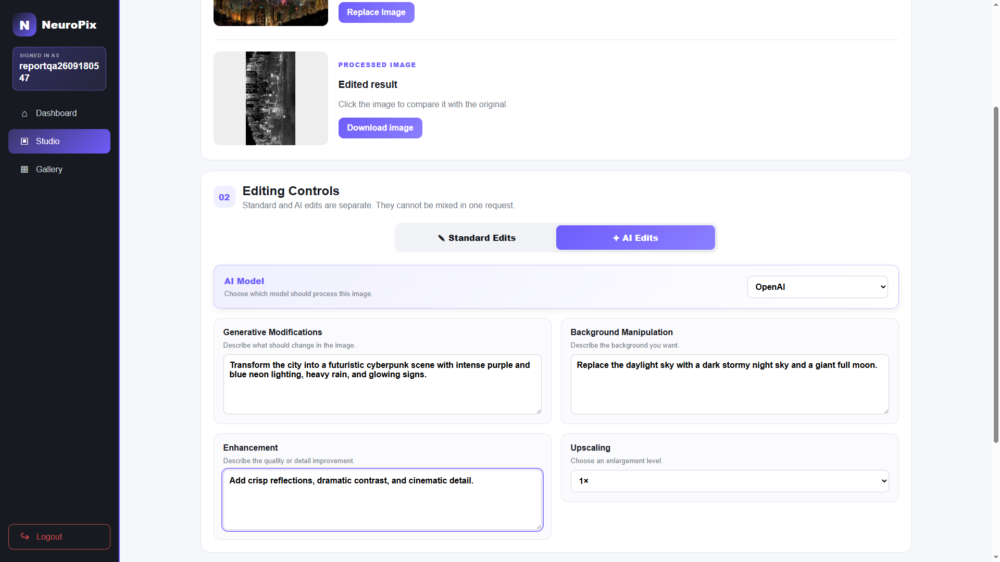 N NeuroPix
SIGNED IN AS
reportqa26091805
47
Dashboard
Studio
Gallery
Logout
Replace Image
PROCESSED IMAGE
Edited result
Click the image to compare it with the original.
Download image
02
Editing Controls
Standard and AI edits are separate. They cannot be mixed in one request.
Standard Edits
AI Edits
AI Model
Choose which model should process this image.
OpenAI
Generative Modifications
Describe what should change in the image.
Transform the city into a futuristic cyberpunk scene with intense purple and
blue neon lighting, heavy rain, and glowing signs.
Background Manipulation
Describe the background you want.
Replace the daylight sky with a dark stormy night sky and a giant full moon.
Enhancement
Describe the quality or detail improvement.
Add crisp reflections, dramatic contrast, and cinematic detail.
Upscaling
Choose an enlargement level.
1×